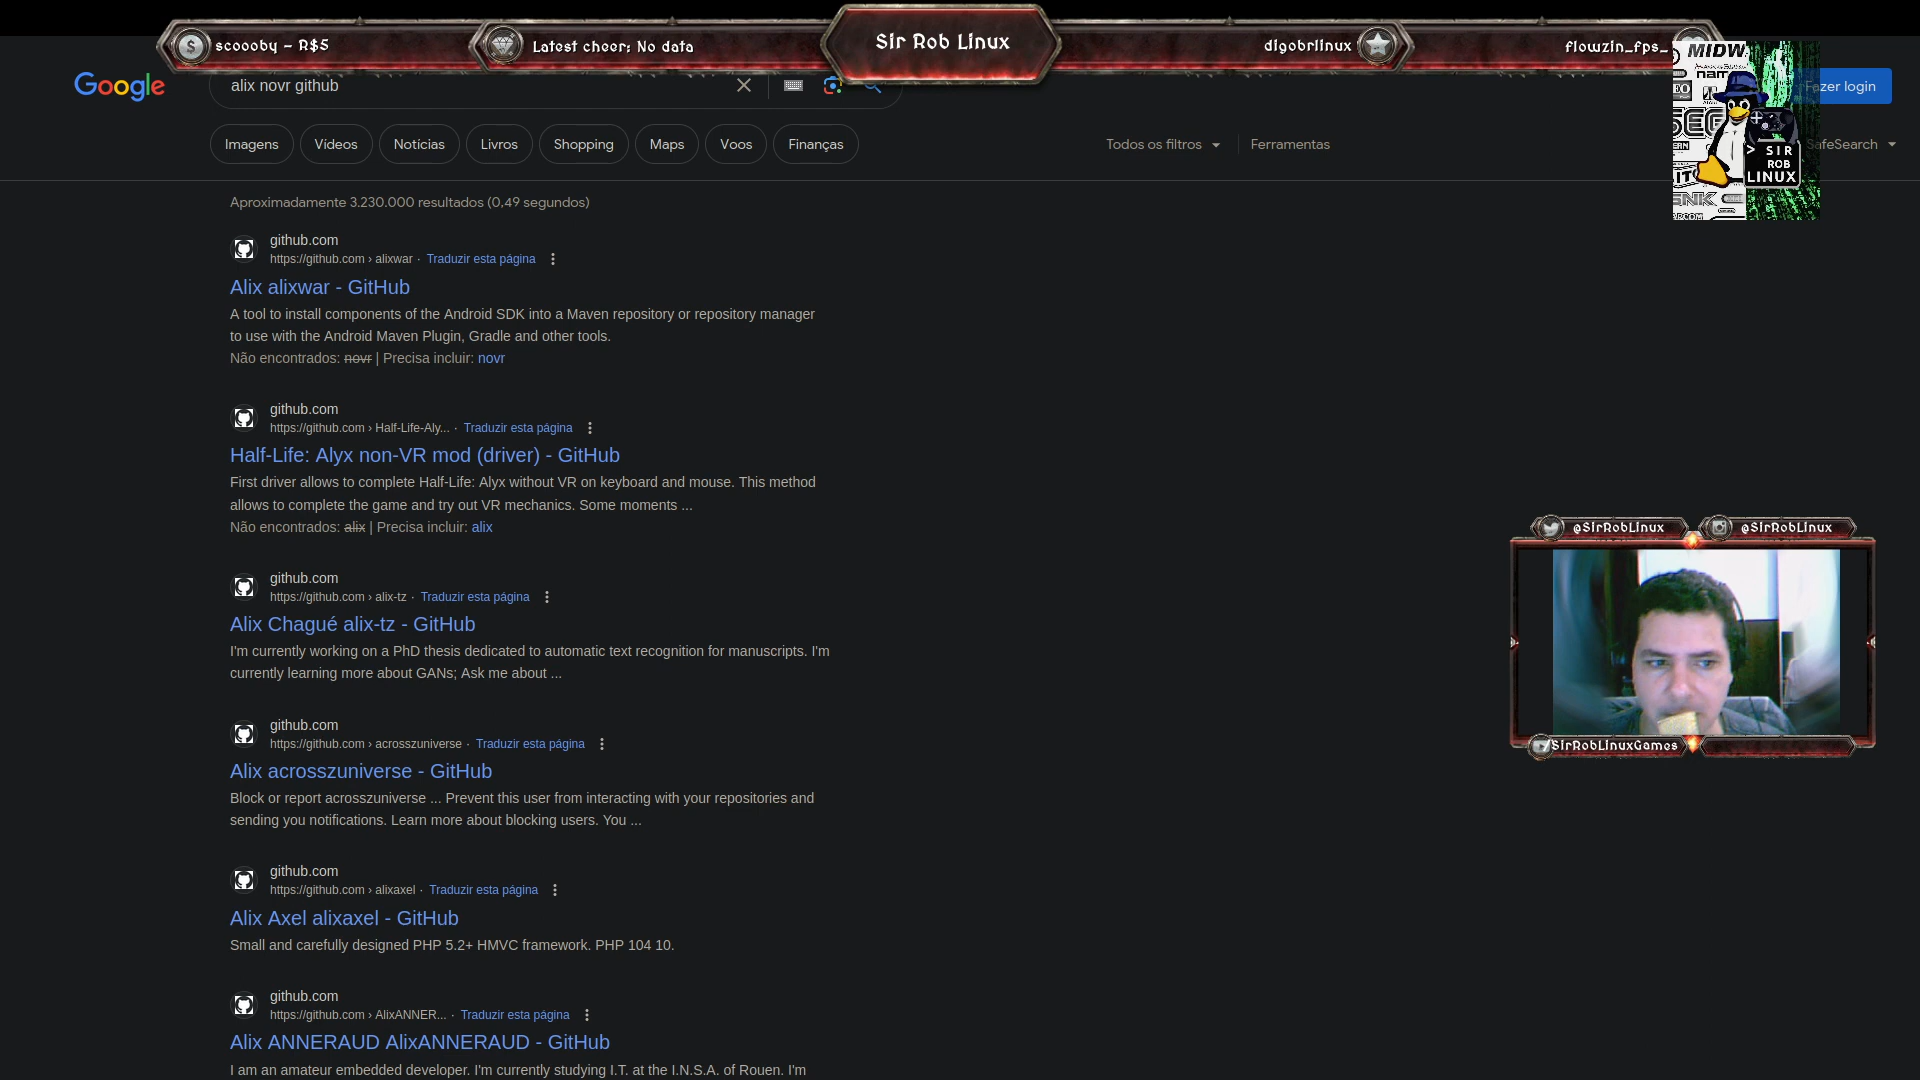 scoooby - R$5
Latest cheer: No data
Sir Rob Linux
digobrlinux
flowzin_fps_
Google
alix novr github
Fazer login
Imagens
Vídeos
Notícias
Livros
Shopping
Maps
Voos
Finanças
Todos os filtros
Ferramentas
SafeSearch
MIDW
nam
SEG
SNK
> SIR
ROB
LINUX
Aproximadamente 3.230.000 resultados (0,49 segundos)
github.com
https://github.com › alixwar · Traduzir esta página
Alix alixwar - GitHub
A tool to install components of the Android SDK into a Maven repository or repository manager
to use with the Android Maven Plugin, Gradle and other tools.
Não encontrados: novr | Precisa incluir: novr
github.com
https://github.com › Half-Life-Aly... · Traduzir esta página
Half-Life: Alyx non-VR mod (driver) - GitHub
First driver allows to complete Half-Life: Alyx without VR on keyboard and mouse. This method
allows to complete the game and try out VR mechanics. Some moments ...
Não encontrados: alix | Precisa incluir: alix
github.com
https://github.com › alix-tz · Traduzir esta página
Alix Chagué alix-tz - GitHub
I'm currently working on a PhD thesis dedicated to automatic text recognition for manuscripts. I'm
currently learning more about GANs; Ask me about ...
github.com
https://github.com › acrosszuniverse · Traduzir esta página
Alix acrosszuniverse - GitHub
Block or report acrosszuniverse ... Prevent this user from interacting with your repositories and
sending you notifications. Learn more about blocking users. You ...
github.com
https://github.com › alixaxel · Traduzir esta página
Alix Axel alixaxel - GitHub
Small and carefully designed PHP 5.2+ HMVC framework. PHP 104 10.
github.com
https://github.com › AlixANNER... · Traduzir esta página
Alix ANNERAUD AlixANNERAUD - GitHub
I am an amateur embedded developer. I'm currently studying I.T. at the I.N.S.A. of Rouen. I'm
@SirRobLinux
@SirRobLinux
SirRobLinuxGames